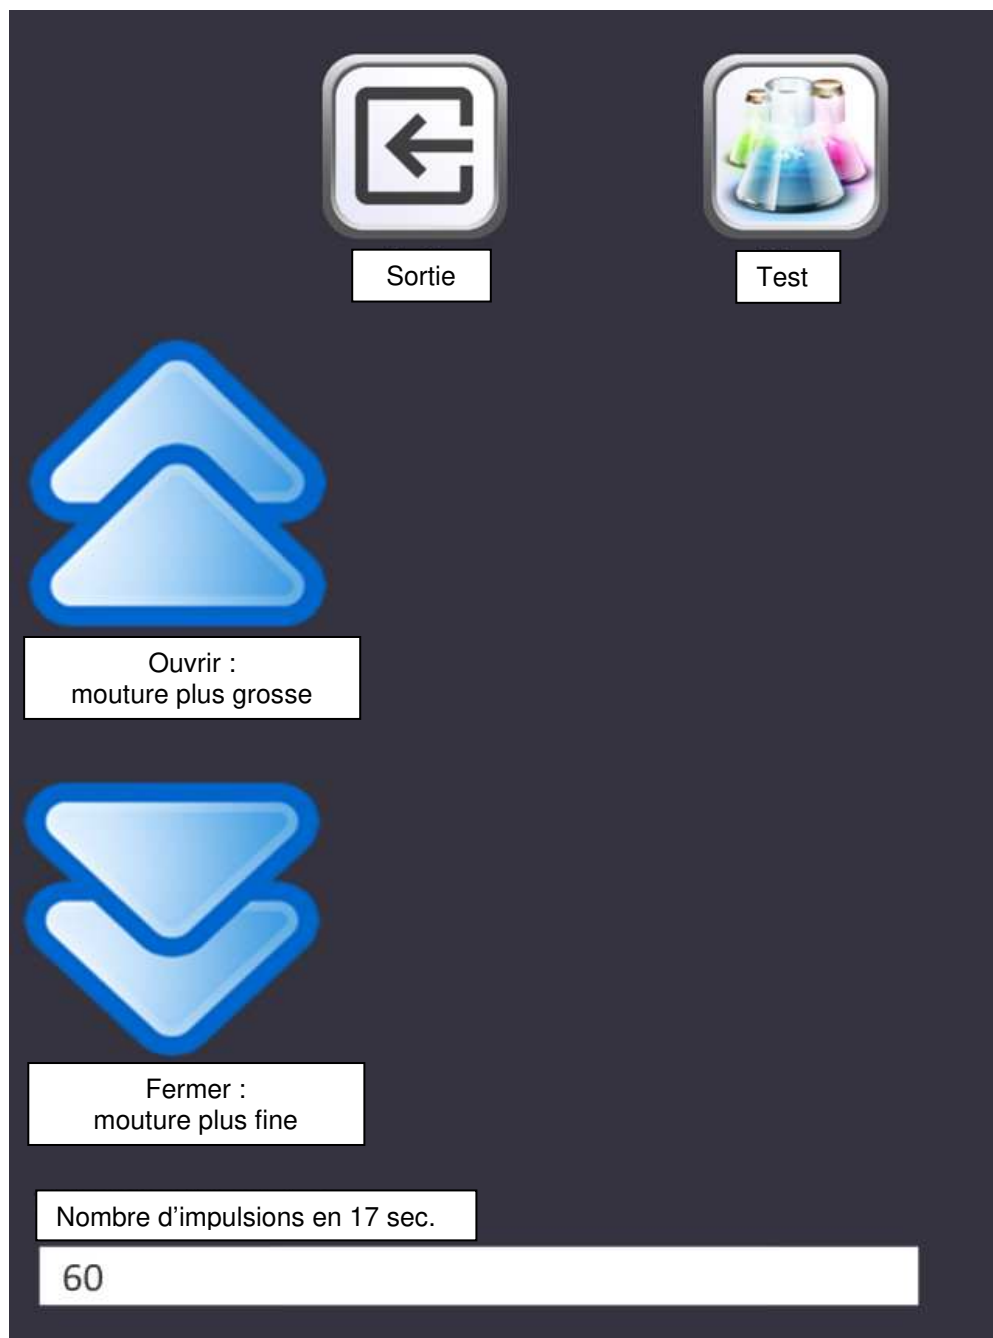 Sortie
Test
Ouvrir :
mouture plus grosse
Fermer :
mouture plus fine
Nombre d’impulsions en 17 sec.
60